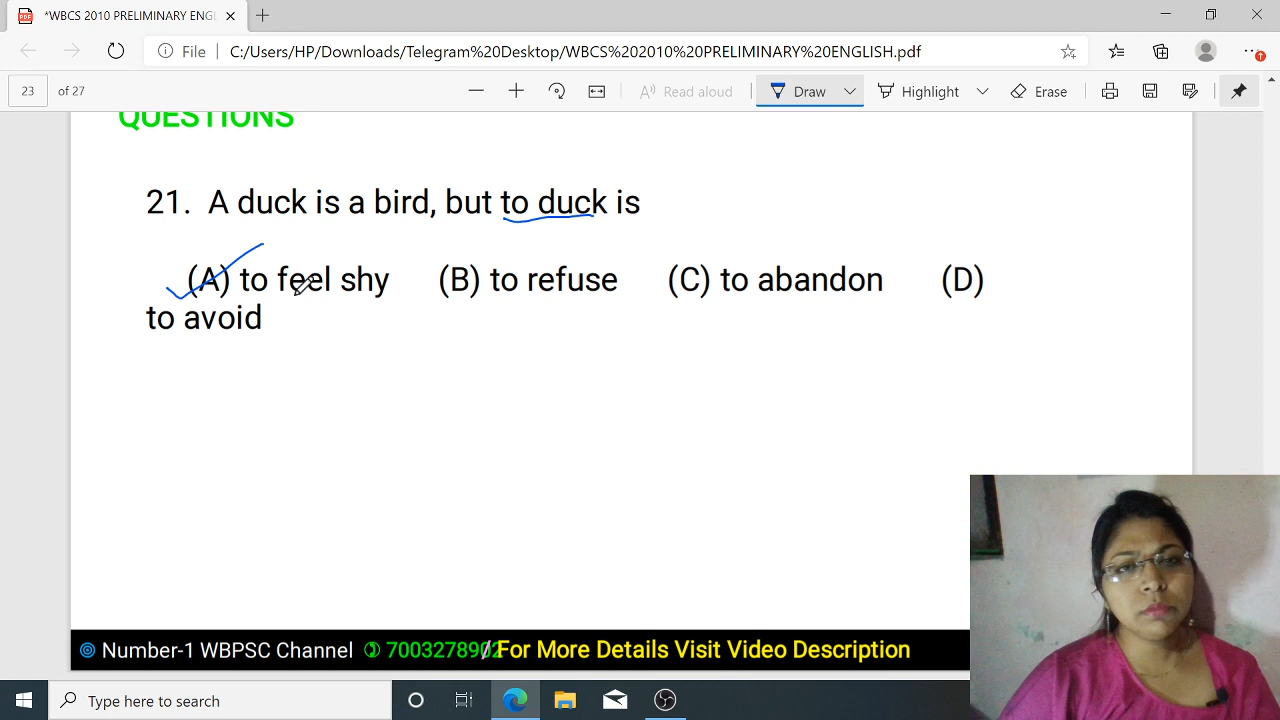 *WBCS 2010 PRELIMINARY ENGL
File C:/Users/HP/Downloads/Telegram%20Desktop/WBCS%202010%20PRELIMINARY%20ENGLISH.pdf
23 of 27 Read aloud Draw Highlight Erase
QUESTIONS
21. A duck is a bird, but to duck is
(A) to feel shy (B) to refuse (C) to abandon (D)
to avoid
Number-1 WBPSC Channel 7003278902 / For More Details Visit Video Description
Type here to search